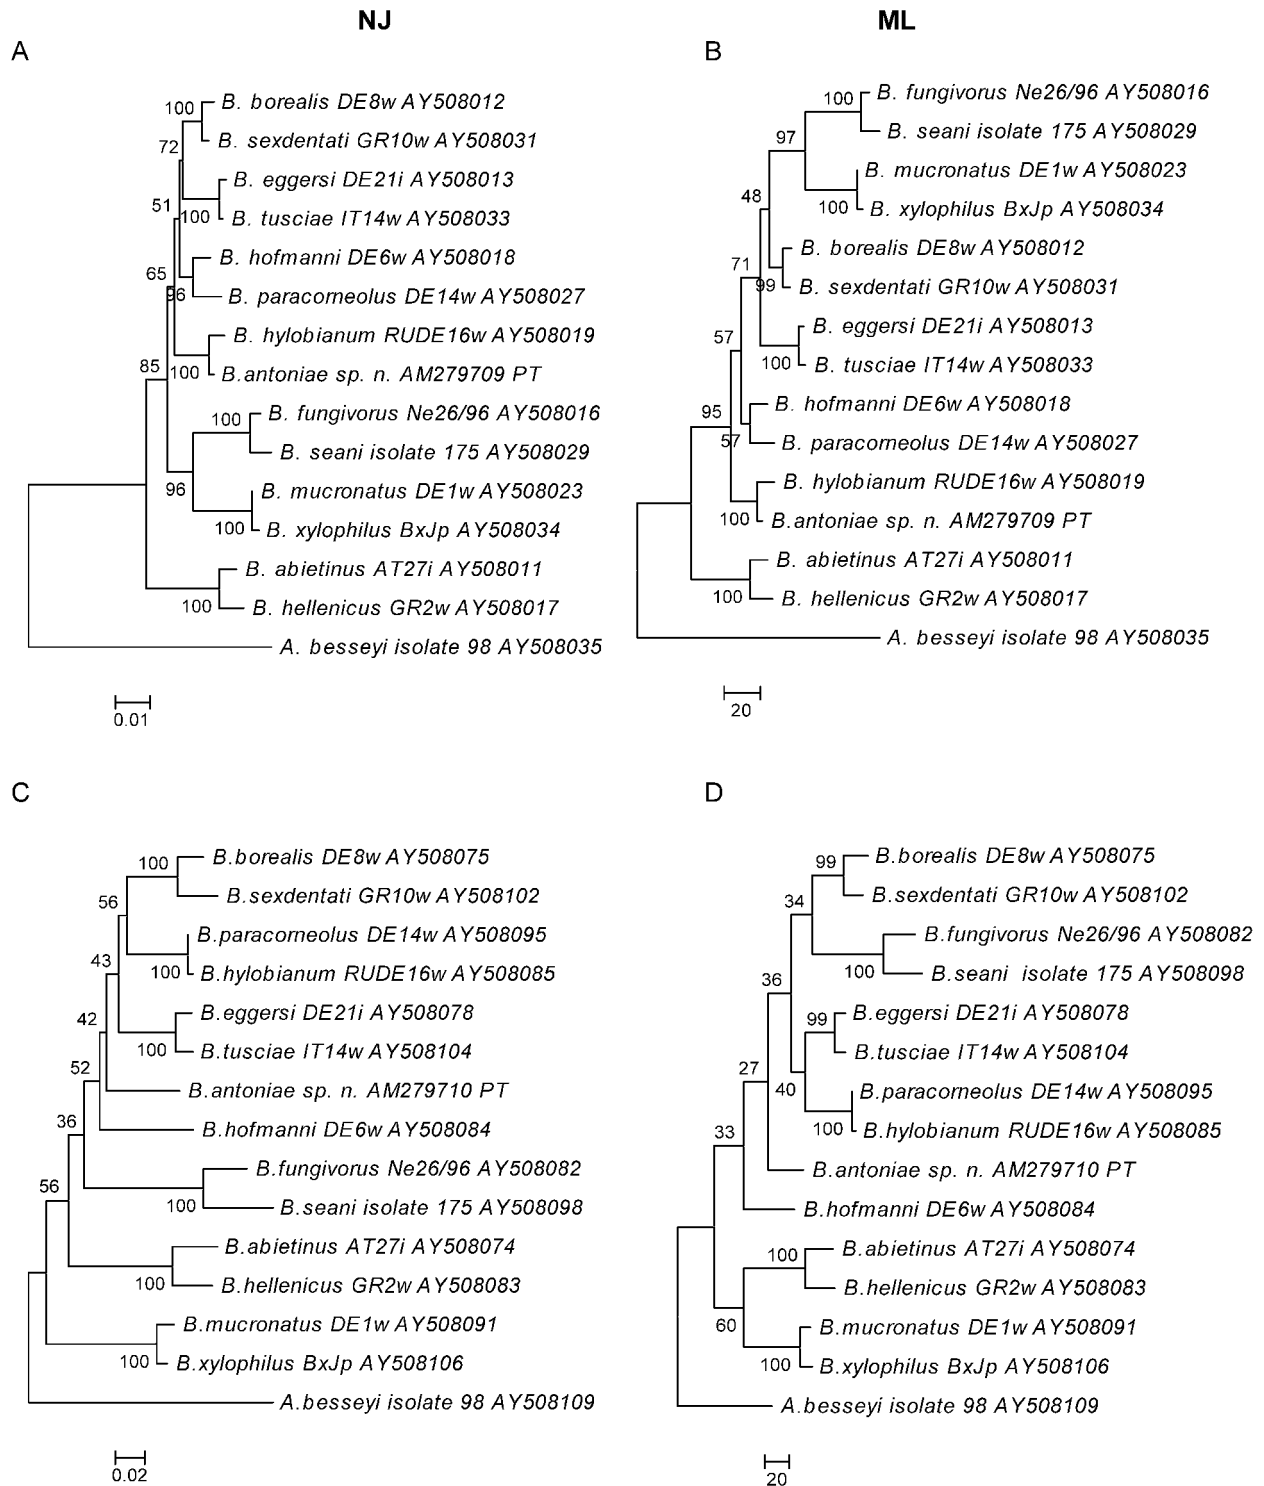 NJ
ML
A
100
B. borealis DE8w AY508012
B. sexdentati GR10w AY508031
72
B. eggersi DE21i AY508013
51
100
B. tusciae IT14w AY508033
B. hofmanni DE6w AY508018
65
96
B. paracorneolus DE14w AY508027
B. hylobianum RUDE16w AY508019
85
100
B.antoniae sp. n. AM279709 PT
100
B. fungivorus Ne26/96 AY508016
B. seani isolate 175 AY508029
96
B. mucronatus DE1w AY508023
100
B. xylophilus BxJp AY508034
B. abietinus AT27i AY508011
100
B. hellenicus GR2w AY508017
A. besseyi isolate 98 AY508035
0.01
B
100
B. fungivorus Ne26/96 AY508016
B. seani isolate 175 AY508029
97
B. mucronatus DE1w AY508023
48
100
B. xylophilus BxJp AY508034
B. borealis DE8w AY508012
71
99
B. sexdentati GR10w AY508031
B. eggersi DE21i AY508013
57
100
B. tusciae IT14w AY508033
B. hofmanni DE6w AY508018
95
57
B. paracorneolus DE14w AY508027
B. hylobianum RUDE16w AY508019
100
B.antoniae sp. n. AM279709 PT
B. abietinus AT27i AY508011
100
B. hellenicus GR2w AY508017
A. besseyi isolate 98 AY508035
20
C
100
B.borealis DE8w AY508075
B.sexdentati GR10w AY508102
56
B.paracorneolus DE14w AY508095
43
100
B.hylobianum RUDE16w AY508085
B.eggersi DE21i AY508078
42
100
B.tusciae IT14w AY508104
52
B.antoniae sp. n. AM279710 PT
36
B.hofmanni DE6w AY508084
B.fungivorus Ne26/96 AY508082
56
100
B.seani isolate 175 AY508098
B.abietinus AT27i AY508074
100
B.hellenicus GR2w AY508083
B.mucronatus DE1w AY508091
100
B.xylophilus BxJp AY508106
A.besseyi isolate 98 AY508109
0.02
D
99
B.borealis DE8w AY508075
B.sexdentati GR10w AY508102
34
B.fungivorus Ne26/96 AY508082
36
100
B.seani isolate 175 AY508098
99
B.eggersi DE21i AY508078
B.tusciae IT14w AY508104
27
40
B.paracorneolus DE14w AY508095
100
B.hylobianum RUDE16w AY508085
33
B.antoniae sp. n. AM279710 PT
B.hofmanni DE6w AY508084
100
B.abietinus AT27i AY508074
B.hellenicus GR2w AY508083
60
B.mucronatus DE1w AY508091
100
B.xylophilus BxJp AY508106
A.besseyi isolate 98 AY508109
20